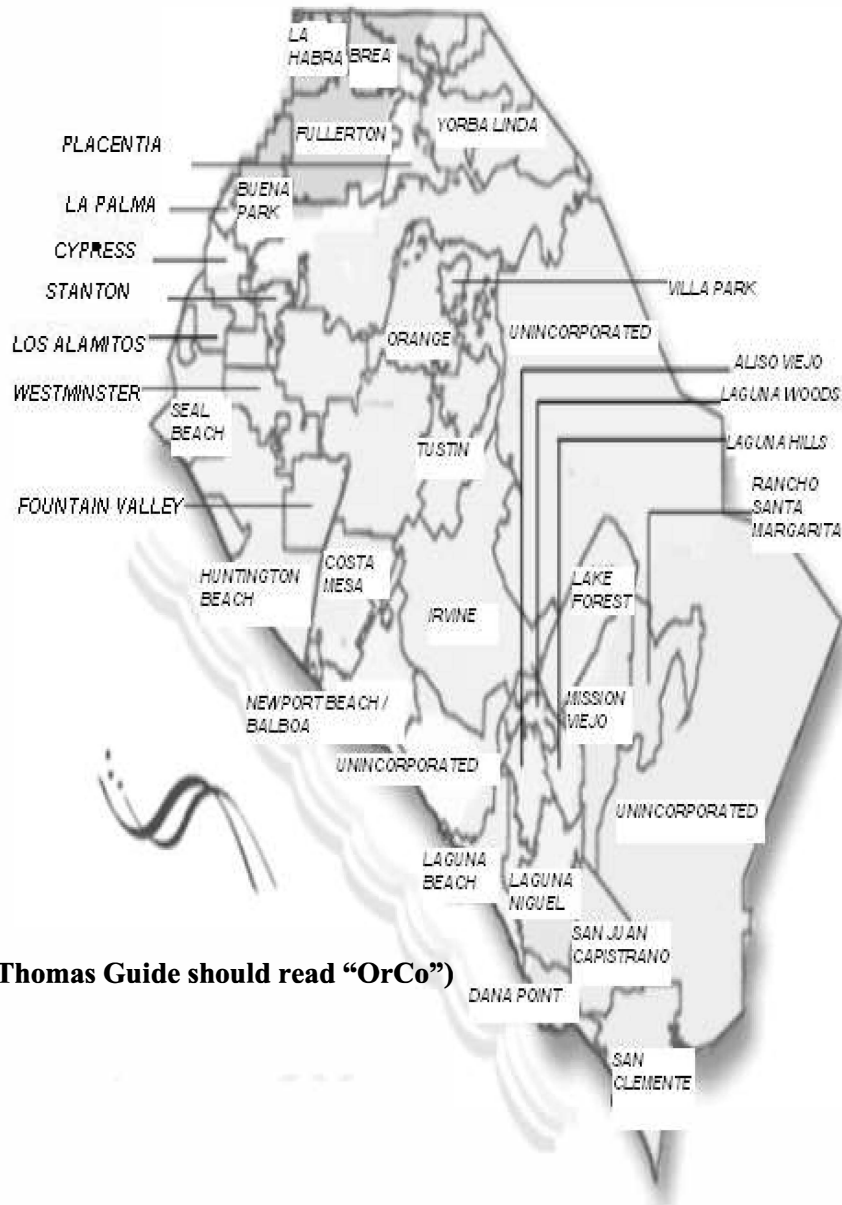 LA
HABRA
BREA
FULLERTON
YORBA LINDA
PLACENTIA
BUENA
PARK
LA PALMA
CYPRESS
STANTON
VILLA PARK
LOS ALAMITOS
ORANGE
UNINCORPORATED
ALISO VIEJO
WESTMINSTER
LAGUNA WOODS
SEAL
BEACH
TUSTIN
LAGUNA HILLS
FOUNTAIN VALLEY
RANCHO
SANTA
MARGARITA
HUNTINGTON
BEACH
COSTA
MESA
LAKE
FOREST
IRVINE
NEWPORT BEACH /
BALBOA
MISSION
VIEJO
UNINCORPORATED
UNINCORPORATED
LAGUNA
BEACH
LAGUNA
NIGUEL
SAN JUAN
CAPISTRANO
Thomas Guide should read “OrCo”)
DANA POINT
SAN
CLEMENTE